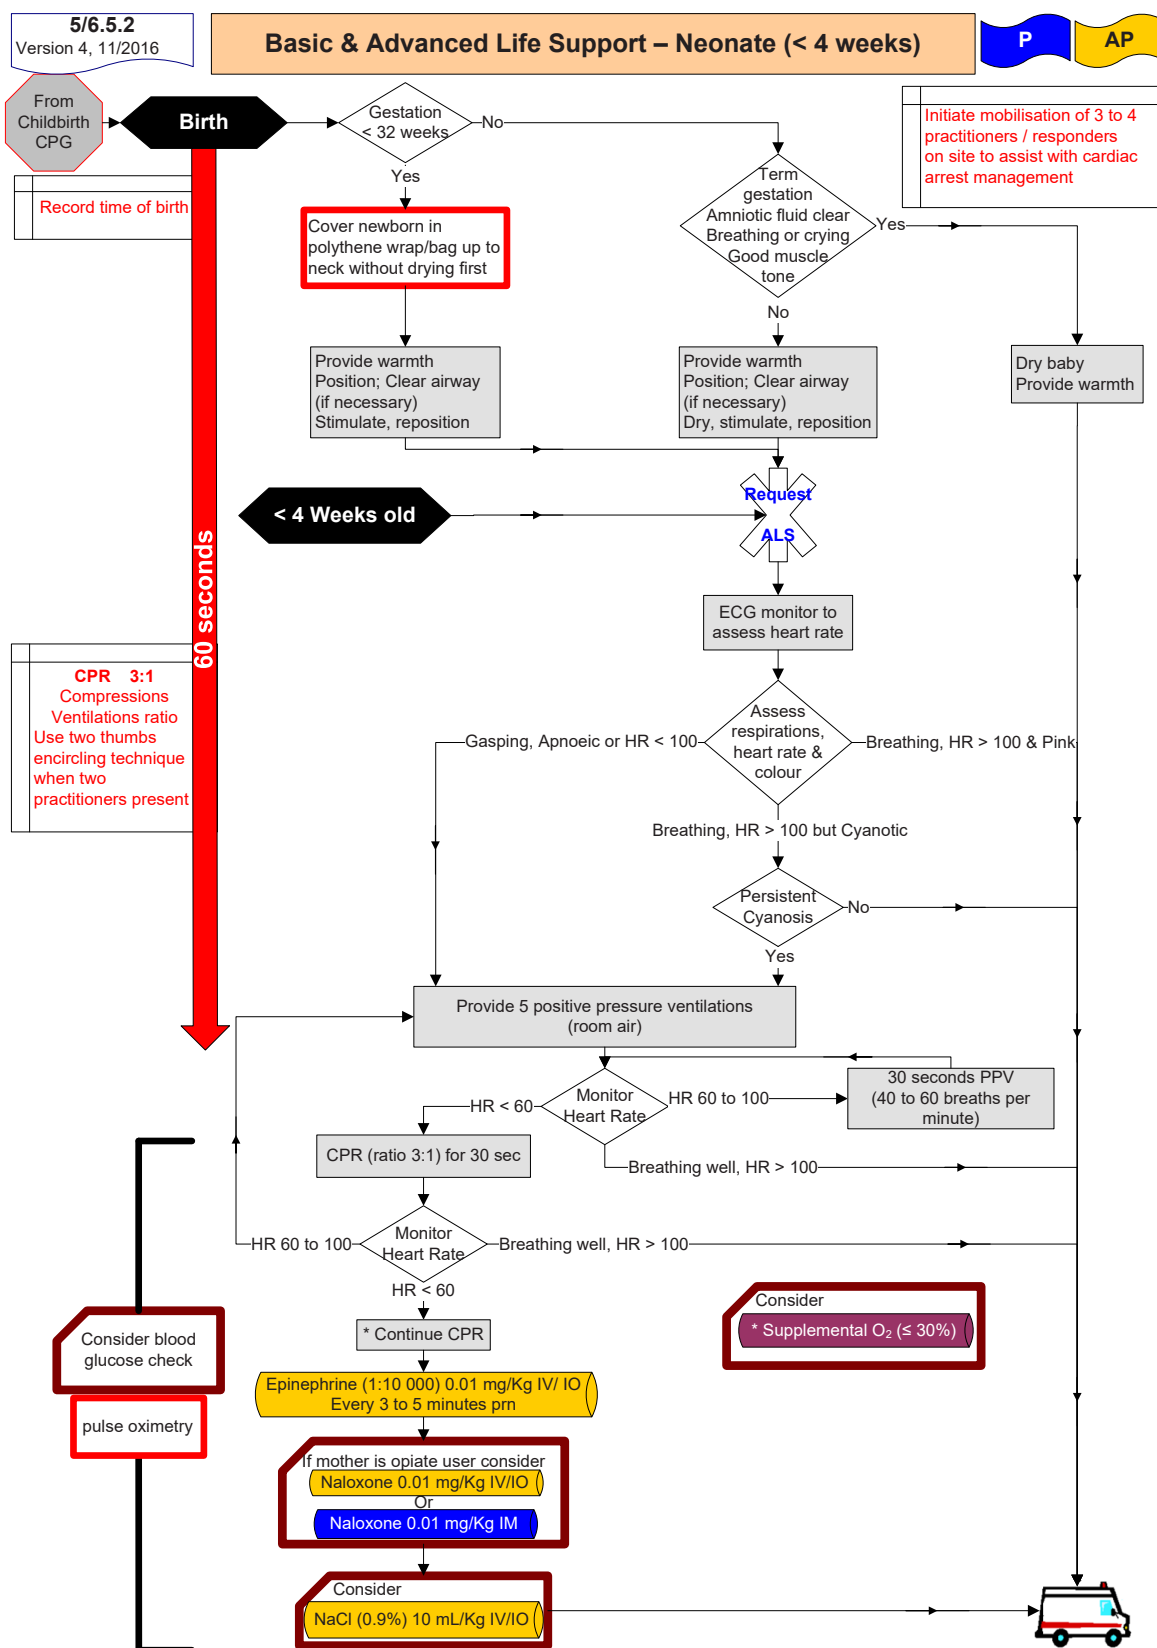 5/6.5.2
Version 4, 11/2016
Basic & Advanced Life Support – Neonate (< 4 weeks)
P
AP
From
Childbirth
CPG
Birth
Gestation
< 32 weeks
No
Yes
Initiate mobilisation of 3 to 4
practitioners / responders
on site to assist with cardiac
arrest management
Record time of birth
Cover newborn in
polythene wrap/bag up to
neck without drying first
Term
gestation
Amniotic fluid clear
Breathing or crying
Good muscle
tone
Yes
No
Provide warmth
Position; Clear airway
(if necessary)
Stimulate, reposition
Provide warmth
Position; Clear airway
(if necessary)
Dry, stimulate, reposition
Dry baby
Provide warmth
Request
ALS
< 4 Weeks old
60 seconds
ECG monitor to
assess heart rate
CPR 3:1
Compressions
Ventilations ratio
Use two thumbs
encircling technique
when two
practitioners present
Assess
respirations,
heart rate &
colour
Gasping, Apnoeic or HR < 100
Breathing, HR > 100 & Pink
Breathing, HR > 100 but Cyanotic
Persistent
Cyanosis
No
Yes
Provide 5 positive pressure ventilations
(room air)
Monitor
Heart Rate
HR < 60
HR 60 to 100
30 seconds PPV
(40 to 60 breaths per
minute)
CPR (ratio 3:1) for 30 sec
Breathing well, HR > 100
Monitor
Heart Rate
HR 60 to 100
Breathing well, HR > 100
HR < 60
Consider
* Supplemental O₂ (≤ 30%)
Consider blood
glucose check
* Continue CPR
pulse oximetry
Epinephrine (1:10 000) 0.01 mg/Kg IV/ IO
Every 3 to 5 minutes prn
If mother is opiate user consider
Naloxone 0.01 mg/Kg IV/IO
Or
Naloxone 0.01 mg/Kg IM
Consider
NaCl (0.9%) 10 mL/Kg IV/IO